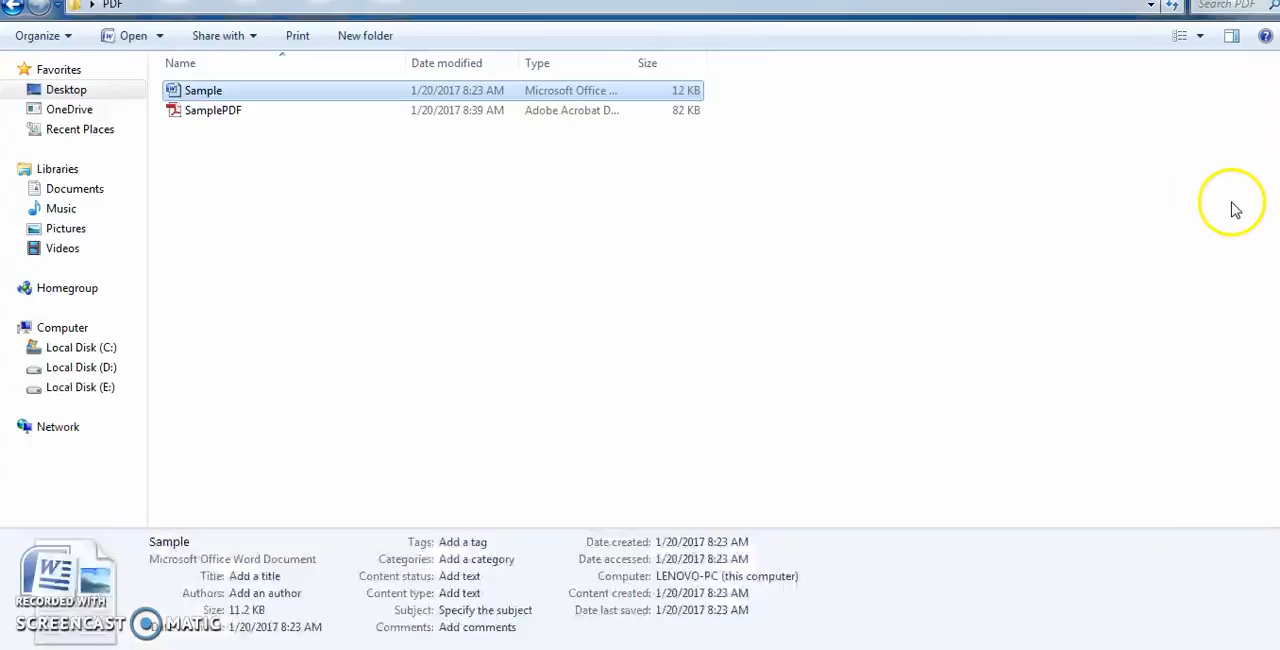 PDF
Search PDF
Organize Open Share with Print New folder
Name Date modified Type Size
Favorites
Desktop
OneDrive
Recent Places
Libraries
Documents
Music
Pictures
Videos
Homegroup
Computer
Local Disk (C:)
Local Disk (D:)
Local Disk (E:)
Network
Sample 1/20/2017 8:23 AM Microsoft Office ... 12 KB
SamplePDF 1/20/2017 8:39 AM Adobe Acrobat D... 82 KB
Sample Tags: Add a tag Date created: 1/20/2017 8:23 AM
Microsoft Office Word Document Categories: Add a category Date accessed: 1/20/2017 8:23 AM
Title: Add a title Content status: Add text Computer: LENOVO-PC (this computer)
Authors: Add an author Content type: Add text Content created: 1/20/2017 8:23 AM
Size: 11.2 KB Subject: Specify the subject Date last saved: 1/20/2017 8:23 AM
1/20/2017 8:23 AM Comments: Add comments
W
RECORDED WITH
SCREENCAST MATIC